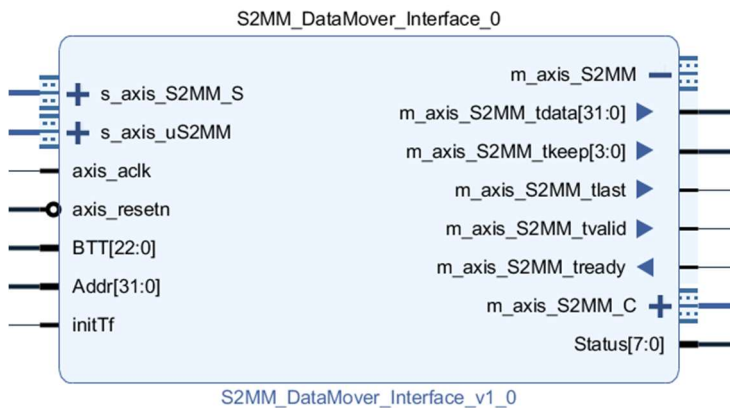 S2MM_DataMover_Interface_0
s_axis_S2MM_S
s_axis_uS2MM
axis_aclk
axis_resetn
BTT[22:0]
Addr[31:0]
initTf
m_axis_S2MM
m_axis_S2MM_tdata[31:0]
m_axis_S2MM_tkeep[3:0]
m_axis_S2MM_tlast
m_axis_S2MM_tvalid
m_axis_S2MM_tready
m_axis_S2MM_C
Status[7:0]
S2MM_DataMover_Interface_v1_0